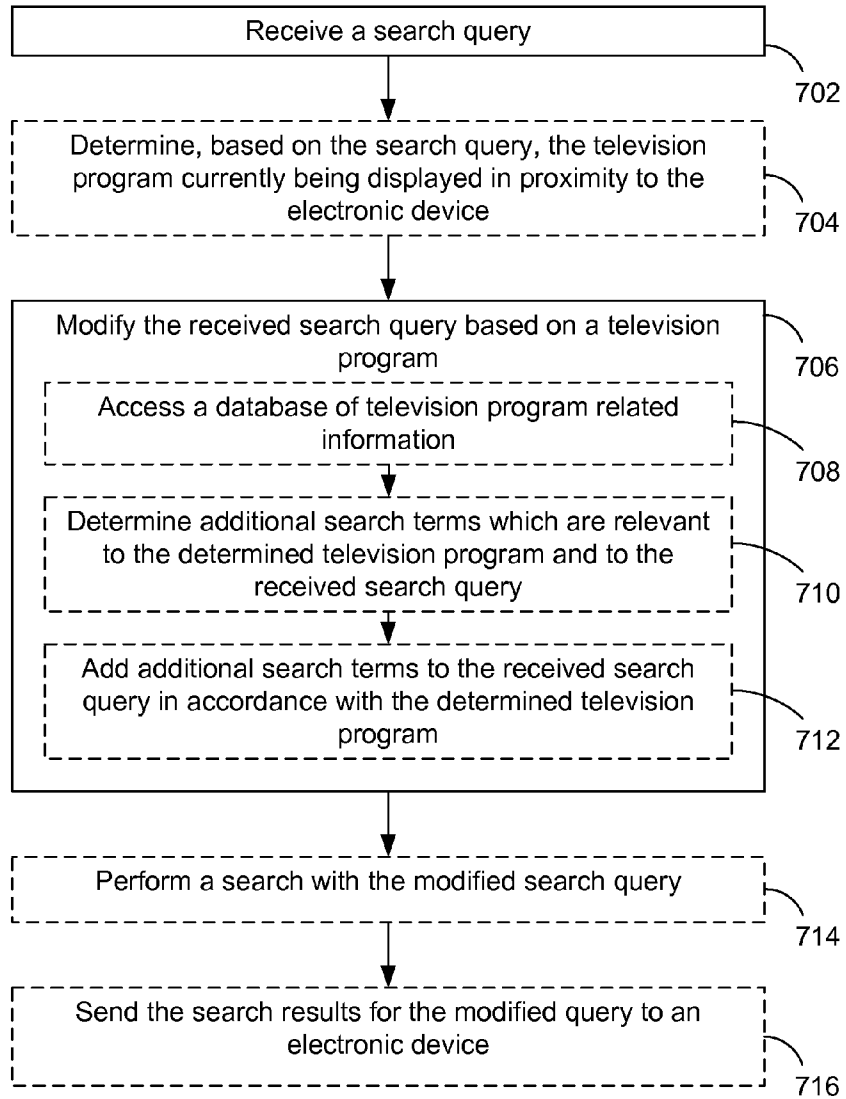 Receive a search query
702
Determine, based on the search query, the television
program currently being displayed in proximity to the
electronic device
704
Modify the received search query based on a television
program
706
Access a database of television program related
information
708
Determine additional search terms which are relevant
to the determined television program and to the
received search query
710
Add additional search terms to the received search
query in accordance with the determined television
program
712
Perform a search with the modified search query
714
Send the search results for the modified query to an
electronic device
716